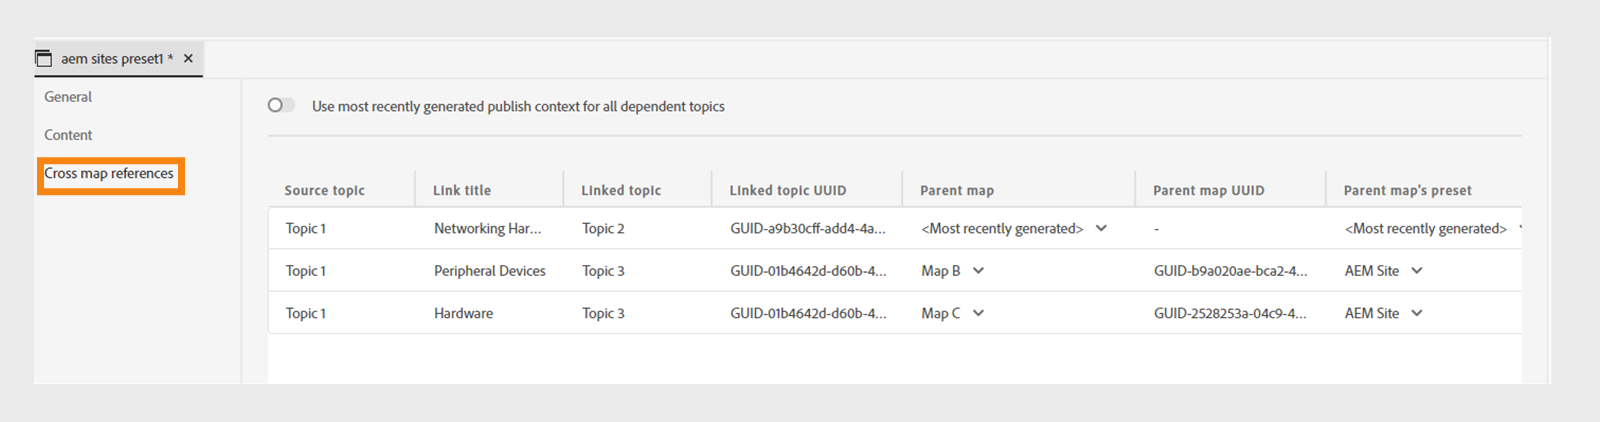 aem sites preset1 *
General
Content
Cross map references
Use most recently generated publish context for all dependent topics
Source topic Link title Linked topic Linked topic UUID Parent map Parent map UUID Parent map's preset
Topic 1 Networking Har... Topic 2 GUID-a9b30cff-add4-4a... <Most recently generated> - <Most recently generated>
Topic 1 Peripheral Devices Topic 3 GUID-01b4642d-d60b-4... Map B GUID-b9a020ae-bca2-4... AEM Site
Topic 1 Hardware Topic 3 GUID-01b4642d-d60b-4... Map C GUID-2528253a-04c9-4... AEM Site